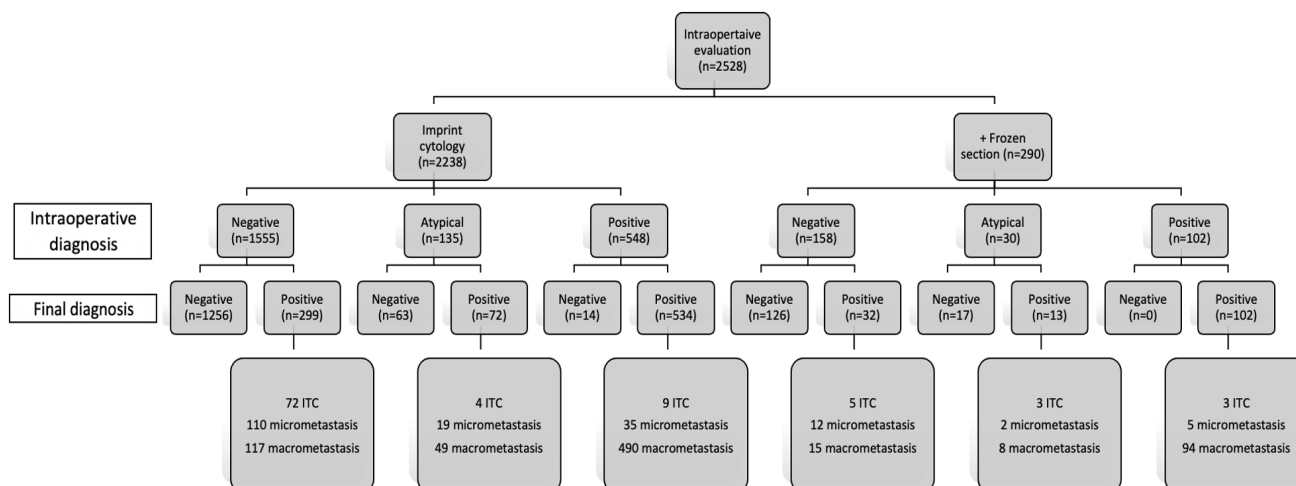 Intraopertaive
evaluation
(n=2528)
Imprint
cytology
(n=2238)
+ Frozen
section (n=290)
Intraoperative
diagnosis
Negative
(n=1555)
Atypical
(n=135)
Positive
(n=548)
Negative
(n=158)
Atypical
(n=30)
Positive
(n=102)
Final diagnosis
Negative
(n=1256)
Positive
(n=299)
Negative
(n=63)
Positive
(n=72)
Negative
(n=14)
Positive
(n=534)
Negative
(n=126)
Positive
(n=32)
Negative
(n=17)
Positive
(n=13)
Negative
(n=0)
Positive
(n=102)
72 ITC
110 micrometastasis
117 macrometastasis
4 ITC
19 micrometastasis
49 macrometastasis
9 ITC
35 micrometastasis
490 macrometastasis
5 ITC
12 micrometastasis
15 macrometastasis
3 ITC
2 micrometastasis
8 macrometastasis
3 ITC
5 micrometastasis
94 macrometastasis